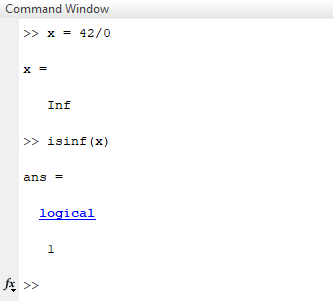 Command Window
>> x = 42/0
x =
Inf
>> isinf(x)
ans =
logical
1
fx >>